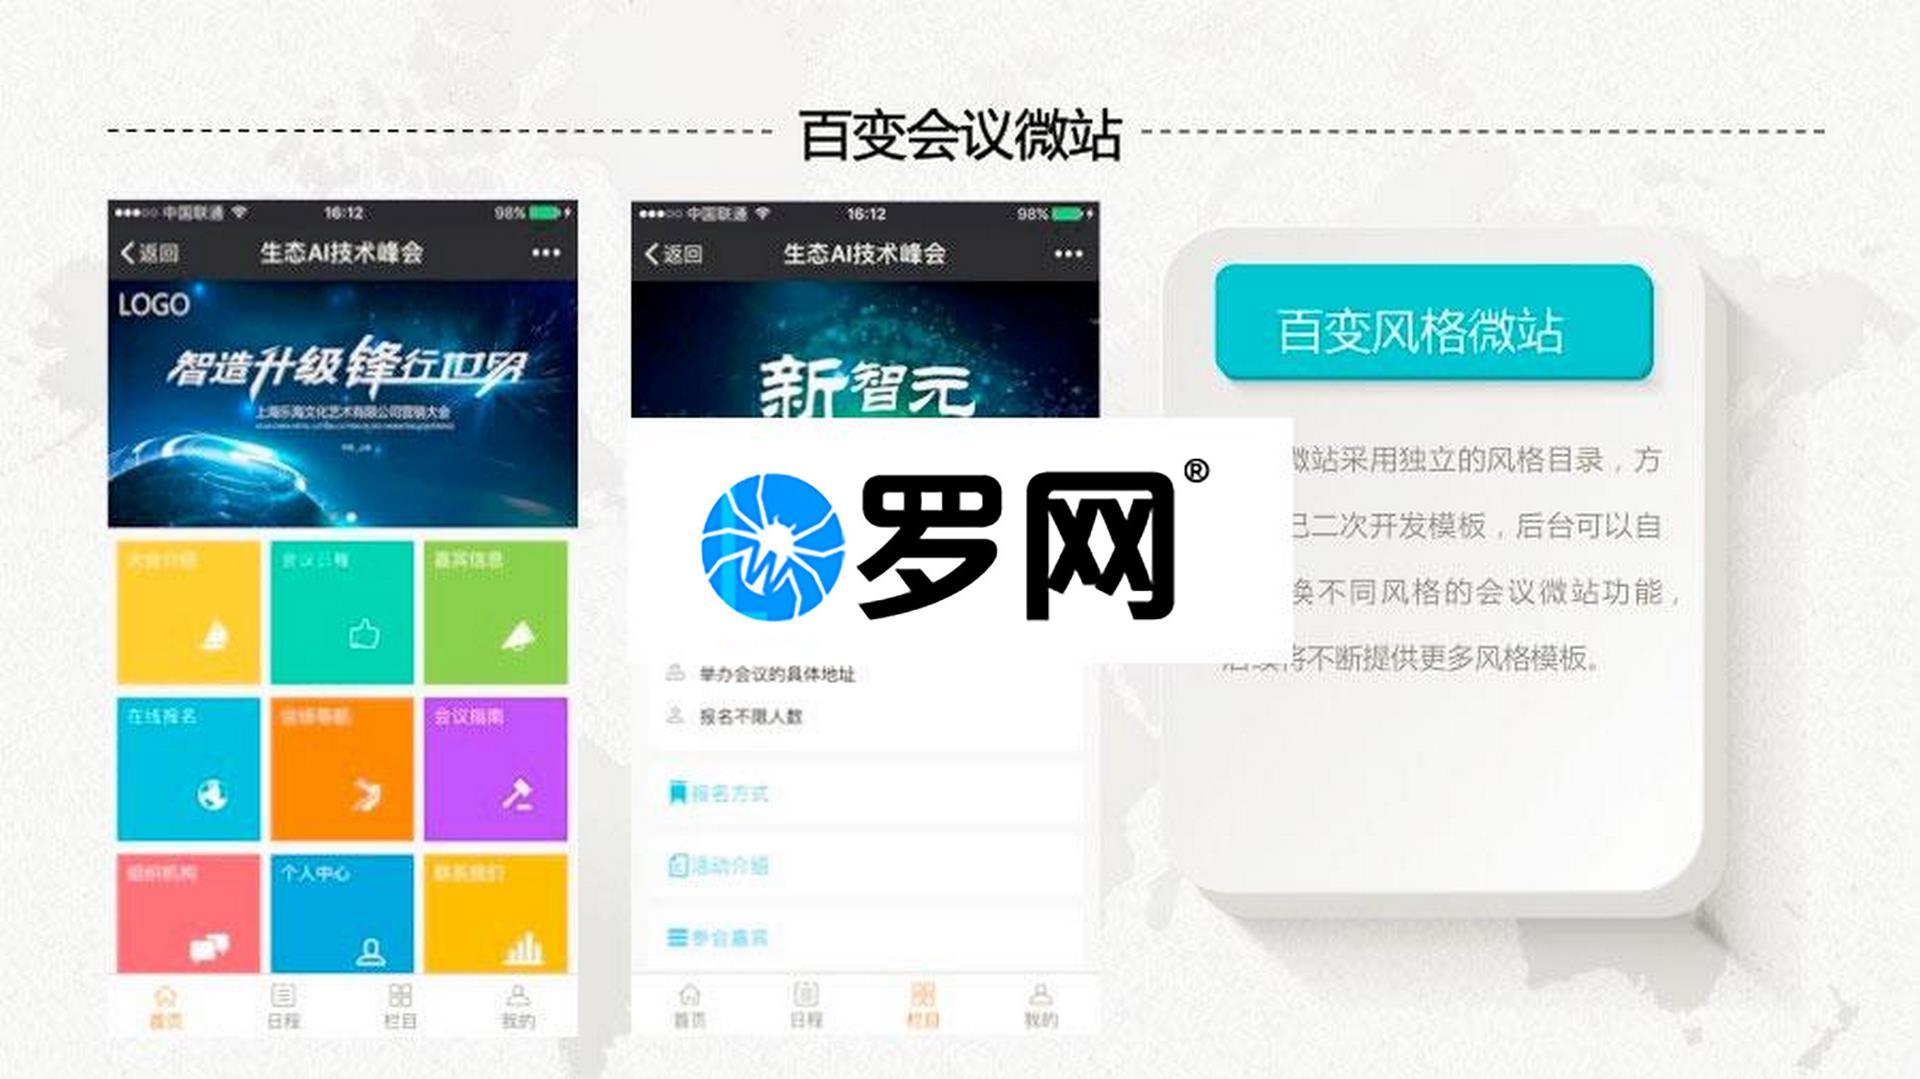 百变会议微站
中国联通 16:12 98%
返回 生态AI技术峰会
LOGO
智造升级锋行世界
上海乐海文化艺术有限公司营销大会
大会介绍 会议日程 嘉宾信息
在线报名 会议指南
组织机构 个人中心 联系我们
首页 日程 栏目 我的
中国联通 16:12 98%
返回 生态AI技术峰会
新智元
罗网®
举办会议的具体地址
报名不限人数
报名方式
活动介绍
参会嘉宾
首页 日程 栏目 我的
百变风格微站
微站采用独立的风格目录，方
己二次开发模板，后台可以自
换不同风格的会议微站功能，
后续将不断提供更多风格模板。